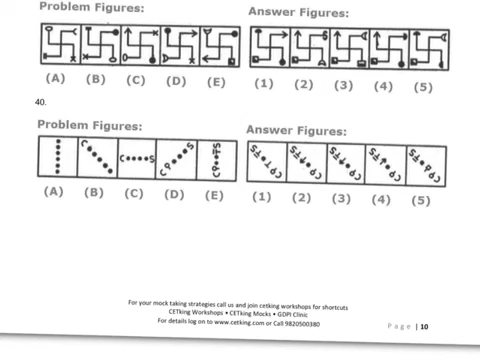 Problem Figures:
Answer Figures:
(A) (B) (C) (D) (E)
(1) (2) (3) (4) (5)
40.
Problem Figures:
Answer Figures:
(A) (B) (C) (D) (E)
(1) (2) (3) (4) (5)
For your mock taking strategies call us and join cetking workshops for shortcuts
CETking Workshops • CETking Mocks • GDPI Clinic
For details log on to www.cetking.com or Call 9820500380
Page | 10